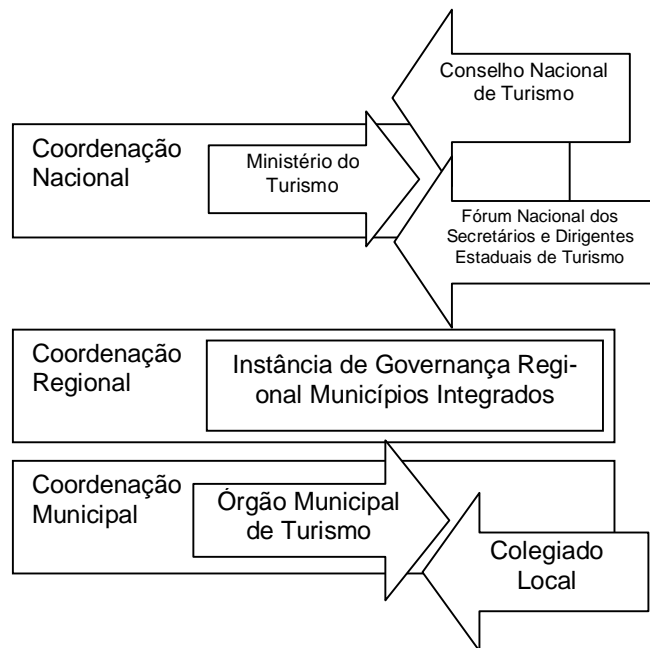 Conselho Nacional
de Turismo
Coordenação
Nacional
Ministério do
Turismo
Fórum Nacional dos
Secretários e Dirigentes
Estaduais de Turismo
Coordenação
Regional
Instância de Governança Regi-
onal Municípios Integrados
Coordenação
Municipal
Órgão Municipal
de Turismo
Colegiado
Local